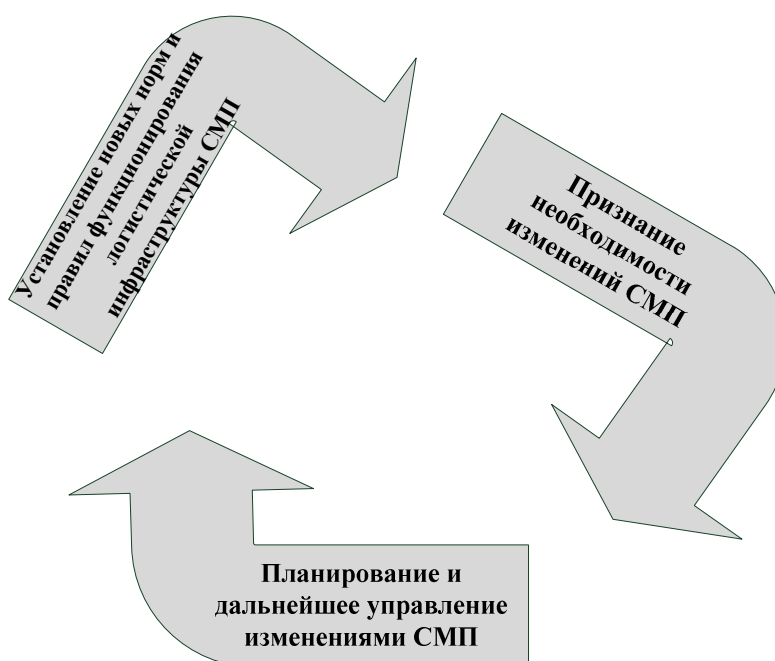 Установление новых норм и
правил функционирования
логистической
инфраструктуры СМП
Признание
необходимости
изменений СМП
Планирование и
дальнейшее управление
изменениями СМП